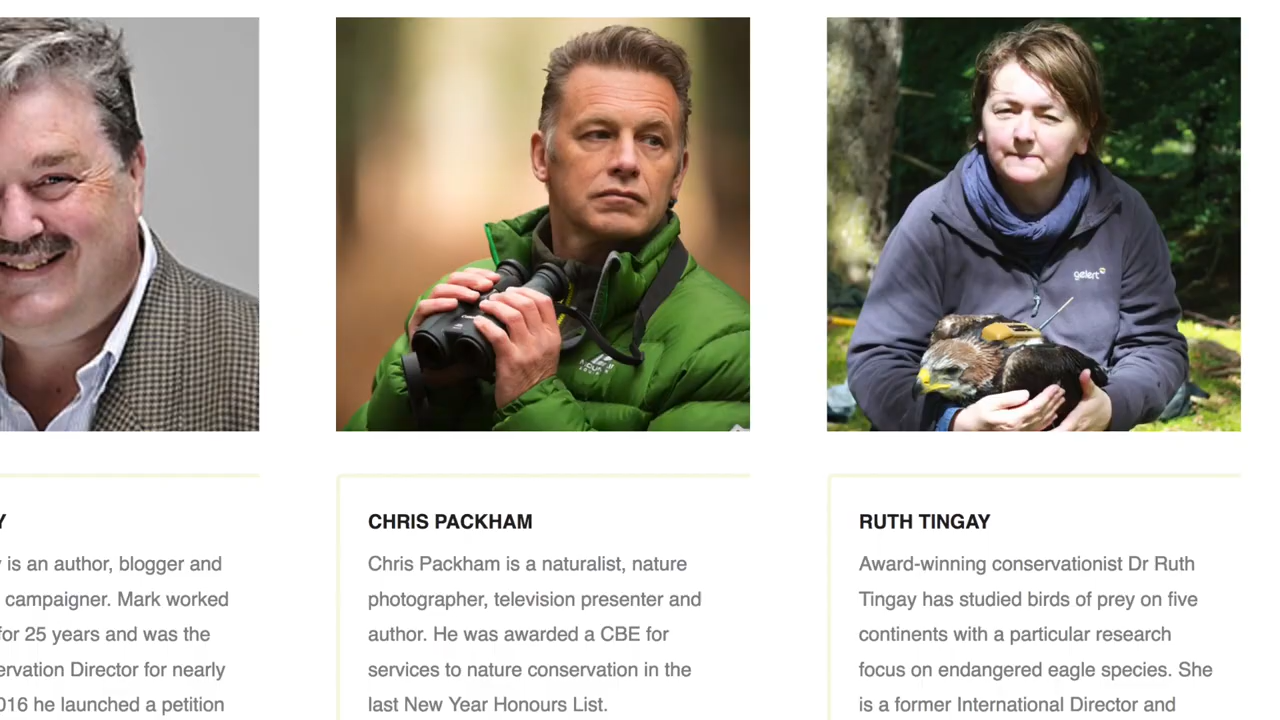 gelert
Y
CHRIS PACKHAM
RUTH TINGAY
is an author, blogger and
campaigner. Mark worked
for 25 years and was the
ervation Director for nearly
016 he launched a petition
Chris Packham is a naturalist, nature
photographer, television presenter and
author. He was awarded a CBE for
services to nature conservation in the
last New Year Honours List.
Award-winning conservationist Dr Ruth
Tingay has studied birds of prey on five
continents with a particular research
focus on endangered eagle species. She
is a former International Director and